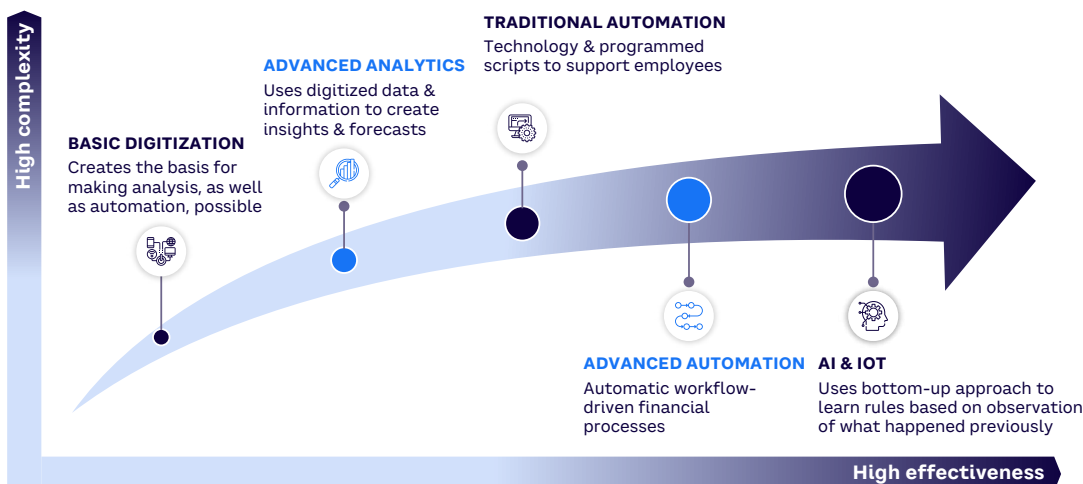 High complexity
BASIC DIGITIZATION
Creates the basis for
making analysis, as well
as automation, possible
ADVANCED ANALYTICS
Uses digitized data &
information to create
insights & forecasts
TRADITIONAL AUTOMATION
Technology & programmed
scripts to support employees
ADVANCED AUTOMATION
Automatic workflow-
driven financial
processes
AI & IOT
Uses bottom-up approach to
learn rules based on observation
of what happened previously
High effectiveness